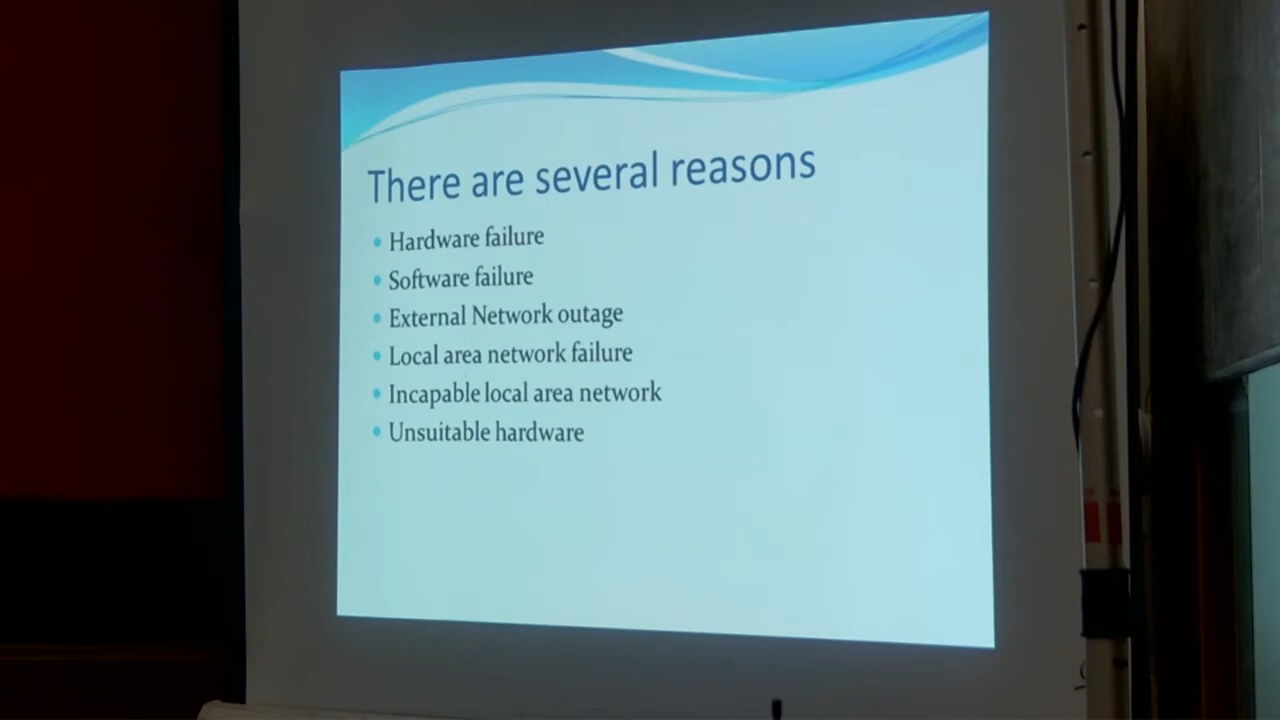 There are several reasons
Hardware failure
Software failure
External Network outage
Local area network failure
Incapable local area network
Unsuitable hardware